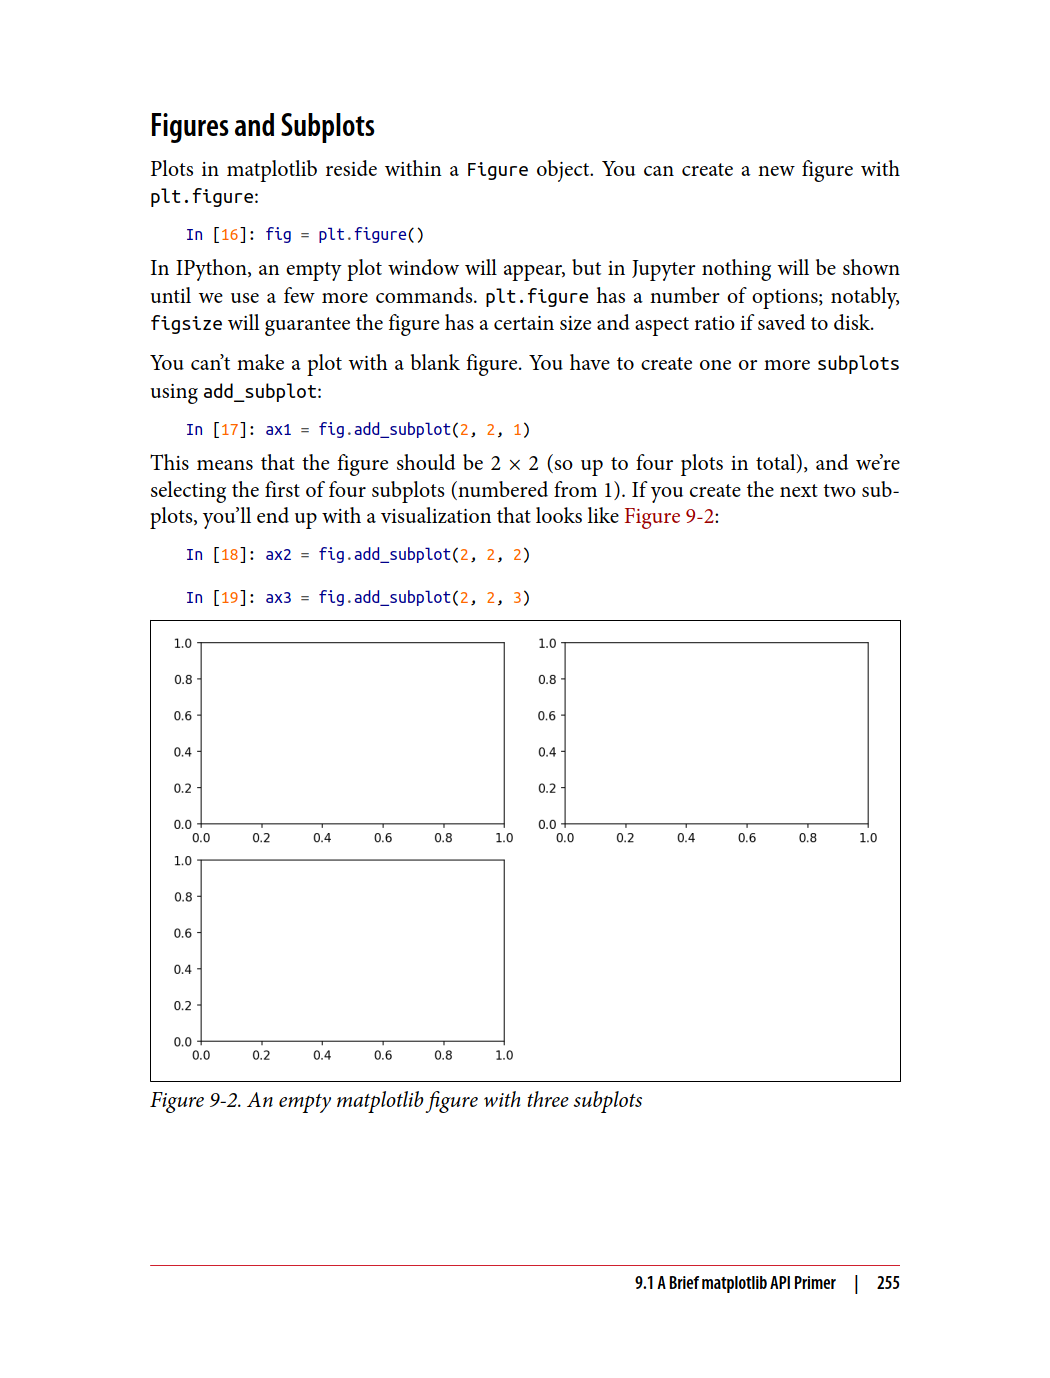 Figures and Subplots
Plots in matplotlib reside within a Figure object. You can create a new figure with
plt.figure:
In [16]: fig = plt.figure()
In IPython, an empty plot window will appear, but in Jupyter nothing will be shown
until we use a few more commands. plt.figure has a number of options; notably,
figsize will guarantee the figure has a certain size and aspect ratio if saved to disk.
You can’t make a plot with a blank figure. You have to create one or more subplots
using add_subplot:
In [17]: ax1 = fig.add_subplot(2, 2, 1)
This means that the figure should be 2 × 2 (so up to four plots in total), and we’re
selecting the first of four subplots (numbered from 1). If you create the next two sub-
plots, you’ll end up with a visualization that looks like Figure 9-2:
In [18]: ax2 = fig.add_subplot(2, 2, 2)
In [19]: ax3 = fig.add_subplot(2, 2, 3)
1.0
0.8
0.6
0.4
0.2
0.0
0.0 0.2 0.4 0.6 0.8 1.0
1.0
0.8
0.6
0.4
0.2
0.0
0.0 0.2 0.4 0.6 0.8 1.0
1.0
0.8
0.6
0.4
0.2
0.0
0.0 0.2 0.4 0.6 0.8 1.0
Figure 9-2. An empty matplotlib figure with three subplots
9.1 A Brief matplotlib API Primer | 255